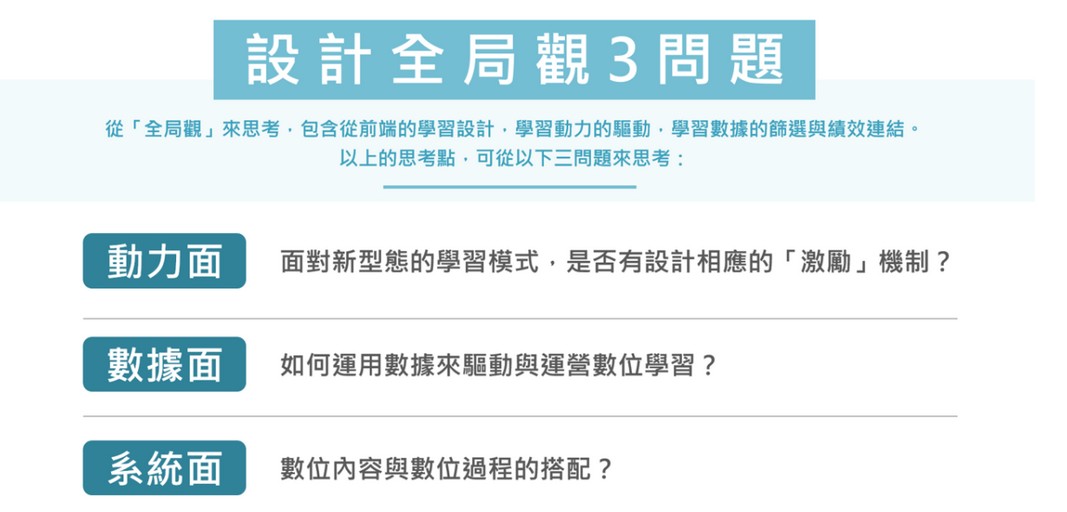 設計全局觀3問題
從「全局觀」來思考，包含從前端的學習設計，學習動力的驅動，學習數據的篩選與績效連結。
以上的思考點，可從以下三問題來思考：
動力面
面對新型態的學習模式，是否有設計相應的「激勵」機制？
數據面
如何運用數據來驅動與運營數位學習？
系統面
數位內容與數位過程的搭配？